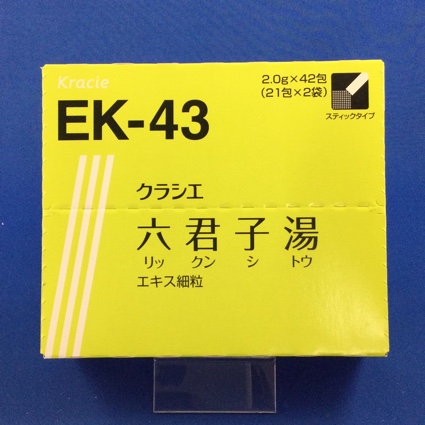 Kracie
2.0g×42包
(21包×2袋)
スティックタイプ
EK-43
クラシエ
六君子湯
リックンシトウ
エキス細粒